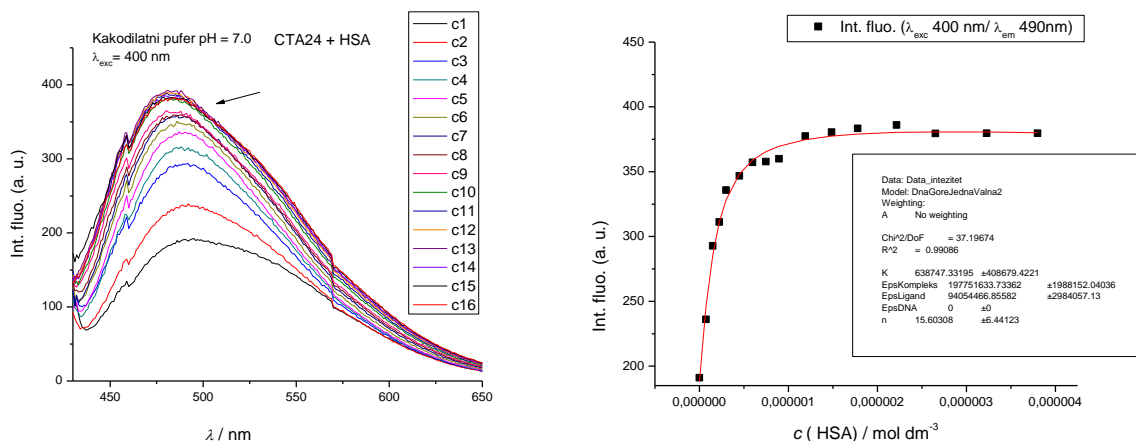 Kakodilatni pufer pH = 7.0
λexc= 400 nm
CTA24 + HSA
c1
c2
c3
c4
c5
c6
c7
c8
c9
c10
c11
c12
c13
c14
c15
c16
Int. fluo. (a. u.)
400
300
200
100
0
450
500
550
600
650
λ / nm
Int. fluo. (λexc 400 nm/ λem 490nm)
Int. fluo. (a. u.)
450
400
350
300
250
200
Data: Data_intezitet
Model: DnaGoreJednaValna2
Weighting:
A No weighting
Chi^2/DoF = 37.19674
R^2 = 0.99086
K 638747.33195 ±408679.4221
EpsKompleks 197751633.73362 ±1988152.04036
EpsLigand 94054466.85582 ±2984057.13
EpsDNA 0 ±0
n 15.60308 ±6.44123
0,000000
0,000001
0,000002
0,000003
0,000004
c ( HSA) / mol dm-3